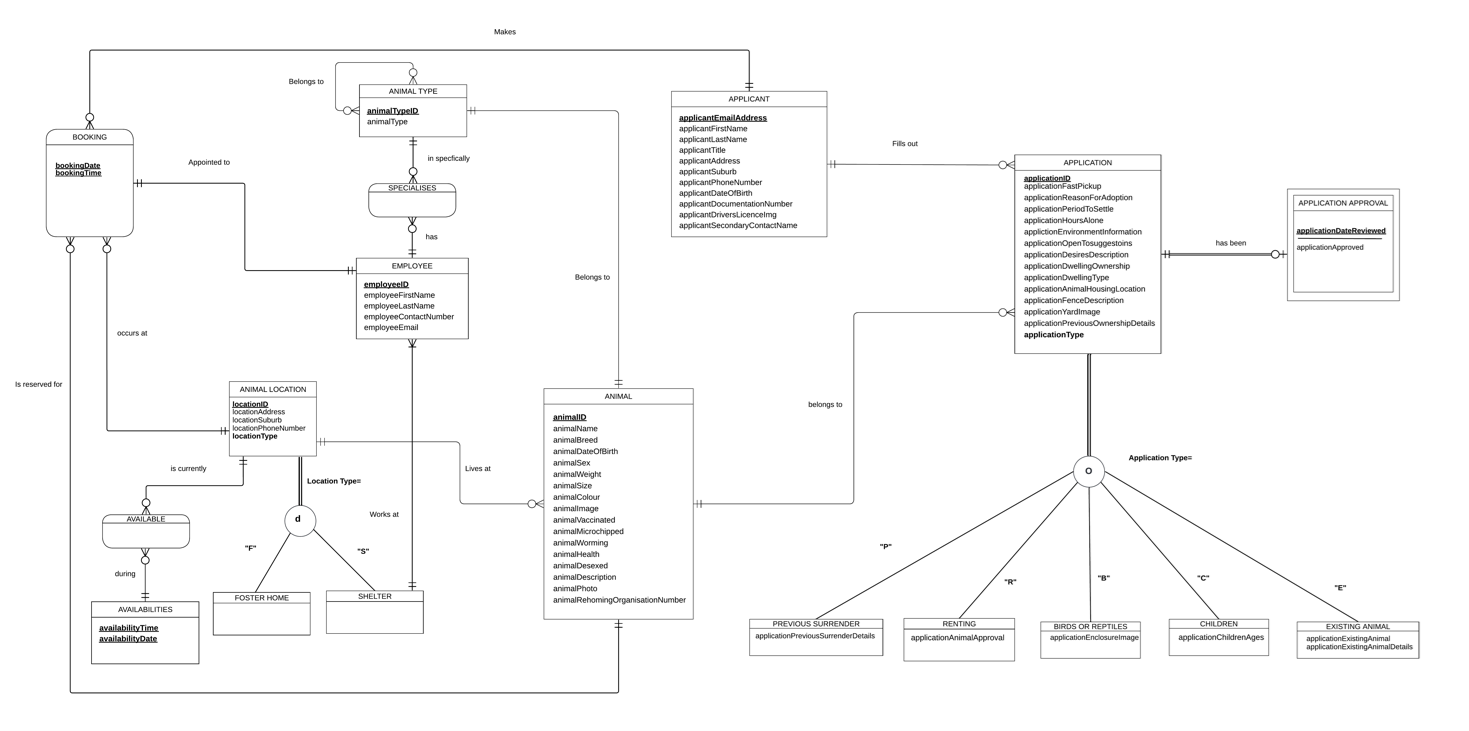 Makes
Belongs to
ANIMAL TYPE
animalTypeID
animalType
BOOKING
bookingDate
bookingTime
Appointed to
in specfically
SPECIALISES
has
EMPLOYEE
employeeID
employeeFirstName
employeeLastName
employeeContactNumber
employeeEmail
APPLICANT
applicantEmailAddress
applicantFirstName
applicantLastName
applicantTitle
applicantAddress
applicantSuburb
applicantPhoneNumber
applicantDateOfBirth
applicantDocumentationNumber
applicantDriversLicenceImg
applicantSecondaryContactName
Fills out
APPLICATION
applicationID
applicationFastPickup
applicationReasonForAdoption
applicationPeriodToSettle
applicationHoursAlone
applictionEnvironmentInformation
applicationOpenTosuggestoins
applicationDesiresDescription
applicationDwellingOwnership
applicationDwellingType
applicationAnimalHousingLocation
applicationFenceDescription
applicationYardImage
applicationPreviousOwnershipDetails
applicationType
has been
APPLICATION APPROVAL
applicationDateReviewed
applicationApproved
Belongs to
occurs at
Is reserved for
ANIMAL LOCATION
locationID
locationAddress
locationSuburb
locationPhoneNumber
locationType
is currently
Location Type=
Lives at
Works at
AVAILABLE
d
"F"
"S"
during
AVAILABILITIES
availabilityTime
availabilityDate
FOSTER HOME
SHELTER
ANIMAL
animalID
animalName
animalBreed
animalDateOfBirth
animalSex
animalWeight
animalSize
animalColour
animalImage
animalVaccinated
animalMicrochipped
animalWorming
animalHealth
animalDesexed
animalDescription
animalPhoto
animalRehomingOrganisationNumber
belongs to
Application Type=
O
"P"
"R"
"B"
"C"
"E"
PREVIOUS SURRENDER
applicationPreviousSurrenderDetails
RENTING
applicationAnimalApproval
BIRDS OR REPTILES
applicationEnclosureImage
CHILDREN
applicationChildrenAges
EXISTING ANIMAL
applicationExistingAnimal
applicationExistingAnimalDetails